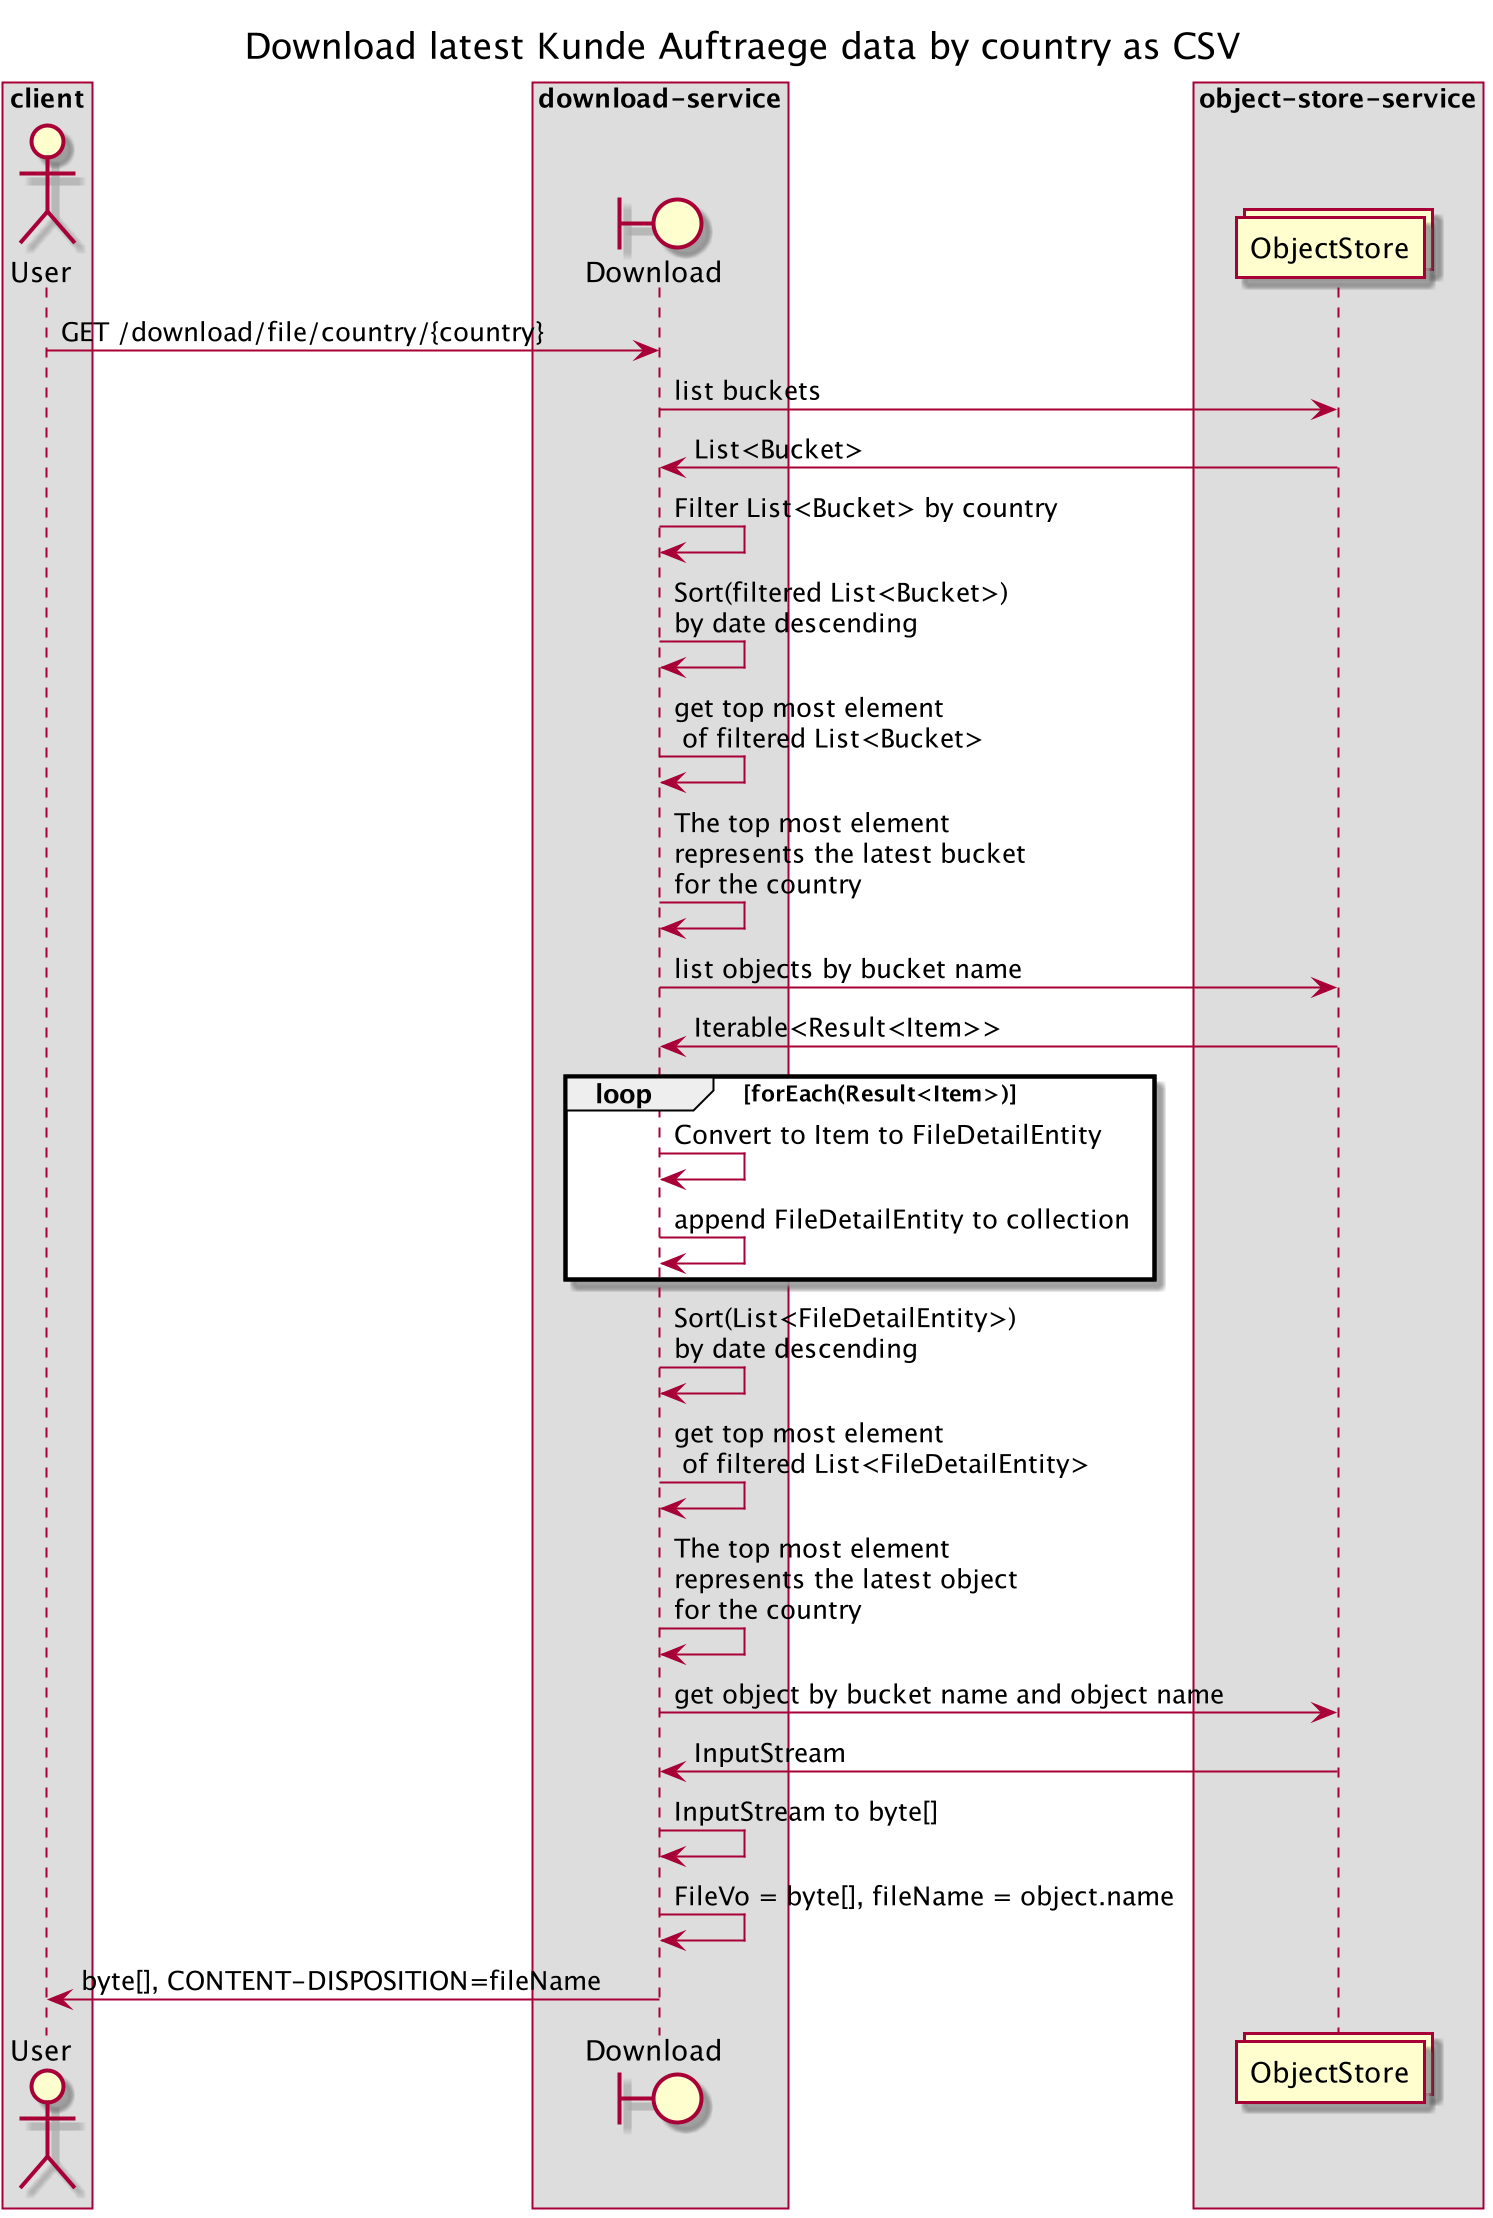 Download latest Kunde Auftraege data by country as CSV
client
download-service
object-store-service
User
Download
ObjectStore
GET /download/file/country/{country}
list buckets
List<Bucket>
Filter List<Bucket> by country
Sort(filtered List<Bucket>)
by date descending
get top most element
of filtered List<Bucket>
The top most element
represents the latest bucket
for the country
list objects by bucket name
Iterable<Result<Item>>
loop
[forEach(Result<Item>)]
Convert to Item to FileDetailEntity
append FileDetailEntity to collection
Sort(List<FileDetailEntity>)
by date descending
get top most element
of filtered List<FileDetailEntity>
The top most element
represents the latest object
for the country
get object by bucket name and object name
InputStream
InputStream to byte[]
FileVo = byte[], fileName = object.name
byte[], CONTENT-DISPOSITION=fileName
User
Download
ObjectStore